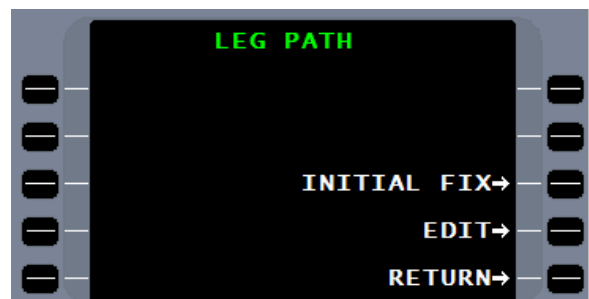 LEG PATH
INITIAL FIX→
EDIT→
RETURN→